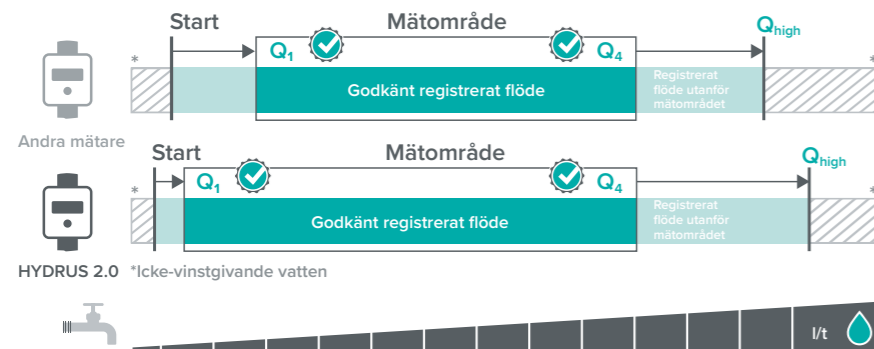 Start
Mätområde
Qhigh
*
Q1
Q4
*
Godkänt registrerat flöde
Registrerat
flöde utanför
mätområdet
Andra mätare
Start
Mätområde
Qhigh
*
Q1
Q4
*
Godkänt registrerat flöde
Registrerat
flöde utanför
mätområdet
HYDRUS 2.0 *Icke-vinstgivande vatten
l/t